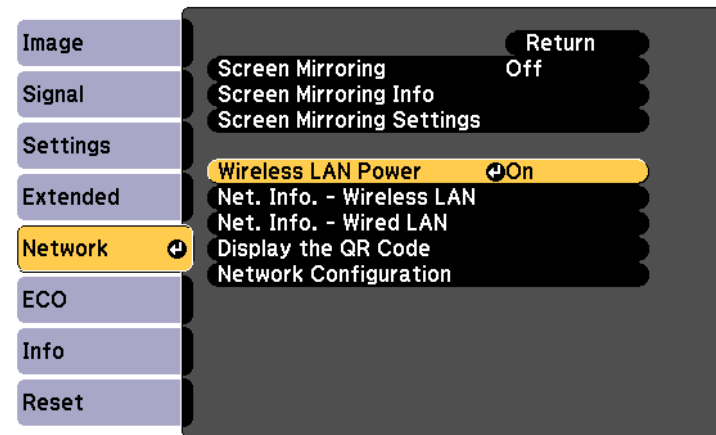 Image
Signal
Settings
Extended
Network
ECO
Info
Reset
Return
Screen Mirroring Off
Screen Mirroring Info
Screen Mirroring Settings
Wireless LAN Power On
Net. Info. - Wireless LAN
Net. Info. - Wired LAN
Display the QR Code
Network Configuration